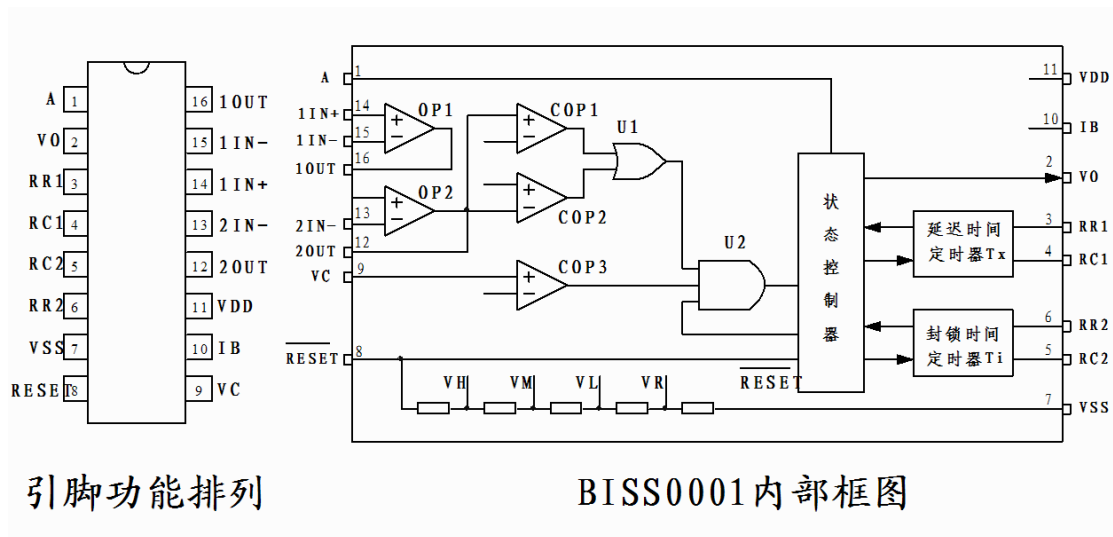 A 1
VO 2
RR1 3
RC1 4
RC2 5
RR2 6
VSS 7
RESET 8
16 1OUT
15 1IN-
14 1IN+
13 2IN-
12 2OUT
11 VDD
10 IB
9 VC
引脚功能排列
A 1
1IN+ 14
1IN- 15
1OUT 16
2IN- 13
2OUT 12
VC 9
RESET 8
OP1
+
−
OP2
+
−
COP1
+
−
COP2
+
−
COP3
+
−
U1
U2
VH VM VL VR
RESET
状态控制器
延迟时间
定时器Tx
封锁时间
定时器Ti
11 VDD
10 IB
2 VO
3 RR1
4 RC1
6 RR2
5 RC2
7 VSS
BISS0001内部框图